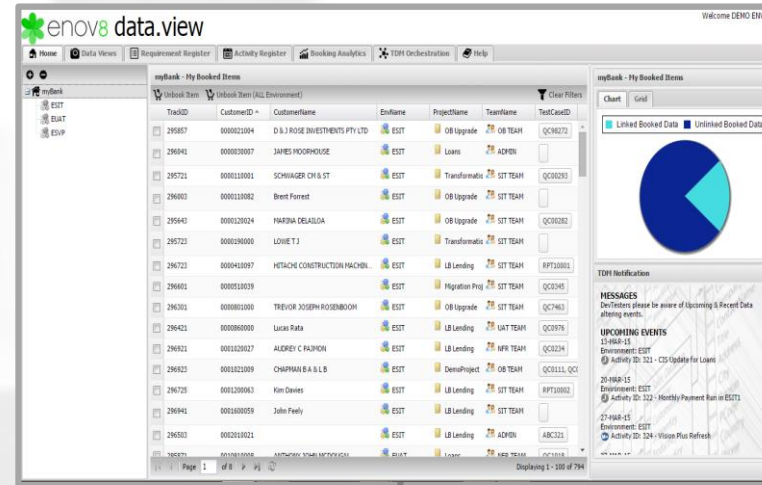 enov8 data.view
Welcome DEMO ENV
Home Data Views Requirement Register Activity Register Booking Analytics TDM Orchestration Help
myBank
ESIT
EUAT
ESVP
myBank - My Booked Items
Unbook Item Unbook Item (ALL Environment) Clear Filters
TrackID CustomerID CustomerName EnvName ProjectName TeamName TestCaseID
295857 0000021004 D & J ROSE INVESTMENTS PTY LTD ESIT OB Upgrade OB TEAM QC98272
296041 0000030007 JAMES MOORHOUSE ESIT Loans ADMIN
295721 0000110001 SCHWAGER CM & ST ESIT Transformatic SIT TEAM QC00293
296003 0000110082 Brent Forrest ESIT OB Upgrade SIT TEAM
295643 0000120024 MARINA DELAILOA ESIT OB Upgrade SIT TEAM QC00282
295723 0000190000 LOWE T J ESIT Transformatic SIT TEAM
296723 0000410097 HITACHI CONSTRUCTION MACHIN... ESIT LB Lending SIT TEAM RPT10001
296601 0000510039 ESIT Migration Proj SIT TEAM QC0345
296301 0000801000 TREVOR JOSEPH ROSENBOOM ESIT OB Upgrade SIT TEAM QC7463
296421 0000860000 Lucas Rata ESIT LB Lending UAT TEAM QC0976
296921 0001020027 AUDREY C PAJMON ESIT LB Lending NFR TEAM QC0234
296923 0001021009 CHAPMAN B A & L B ESIT DemoProject OB TEAM QC0111, QC(
296725 0001200063 Kim Davies ESIT LB Lending SIT TEAM RPT10002
296941 0001600059 John Feely ESIT LB Lending SIT TEAM
296503 0002010021 ESIT LB Lending ADMIN ABC321
Page 1 of 8 Displaying 1 - 100 of 794
myBank - My Booked Items
Chart Grid
Linked Booked Data Unlinked Booked Data
TDM Notification
MESSAGES
DevTesters please be aware of Upcoming & Recent Data
altering events.
UPCOMING EVENTS
13-MAR-15
Environment: ESIT
Activity ID: 321 - CIS Update for Loans
20-MAR-15
Environment: ESIT
Activity ID: 322 - Monthly Payment Run in ESIT1
27-MAR-15
Environment: ESIT
Activity ID: 324 - Vision Plus Refresh